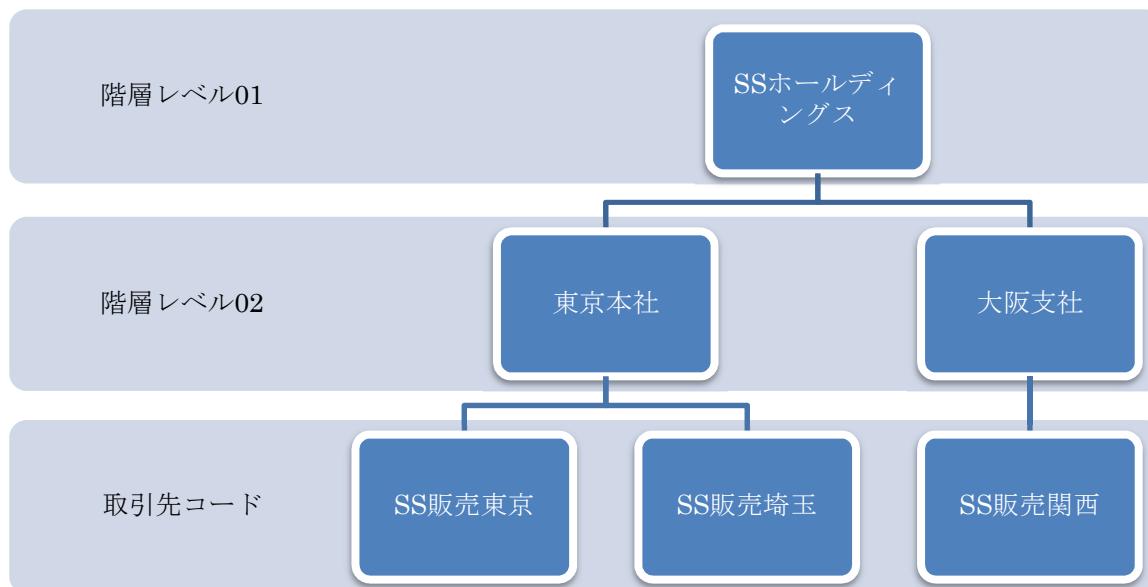 階層レベル01
SSホールディ
ングス
階層レベル02
東京本社
大阪支社
取引先コード
SS販売東京
SS販売埼玉
SS販売関西